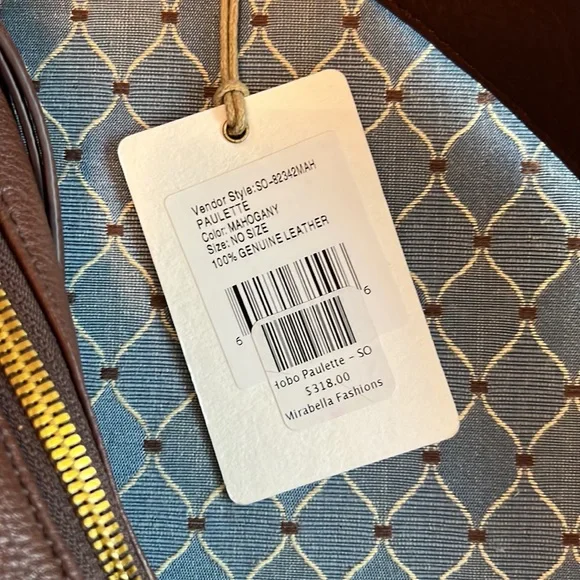 Vendor Style:SO-82342MAH
PAULETTE
Color: MAHOGANY
Size: NO SIZE
100% GENUINE LEATHER
6
6
Hobo Paulette - SO
$318.00
Mirabella Fashions